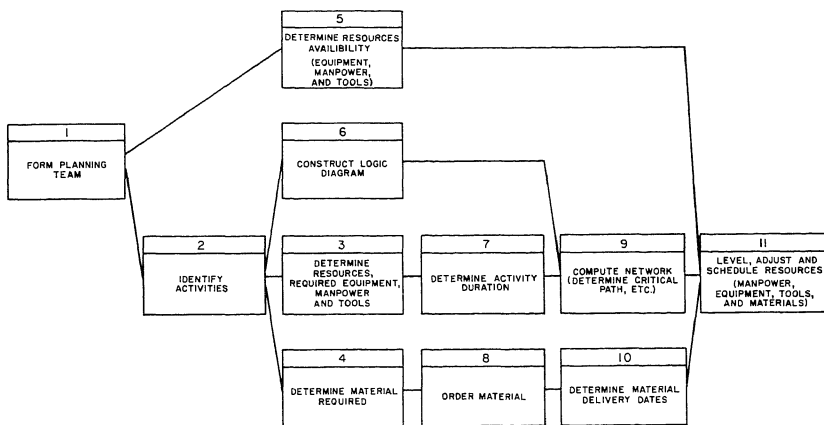 5
DETERMINE RESOURCES
AVAILIBILITY
(EQUIPMENT,
MANPOWER,
AND TOOLS)
1
FORM PLANNING
TEAM
6
CONSTRUCT LOGIC
DIAGRAM
2
IDENTIFY
ACTIVITIES
3
DETERMINE
RESOURCES,
REQUIRED EQUIPMENT,
MANPOWER
AND TOOLS
7
DETERMINE ACTIVITY
DURATION
9
COMPUTE NETWORK
(DETERMINE CRITICAL
PATH, ETC.)
11
LEVEL, ADJUST AND
SCHEDULE RESOURCES
(MANPOWER,
EQUIPMENT, TOOLS,
AND MATERIALS)
4
DETERMINE MATERIAL
REQUIRED
8
ORDER MATERIAL
10
DETERMINE MATERIAL
DELIVERY DATES